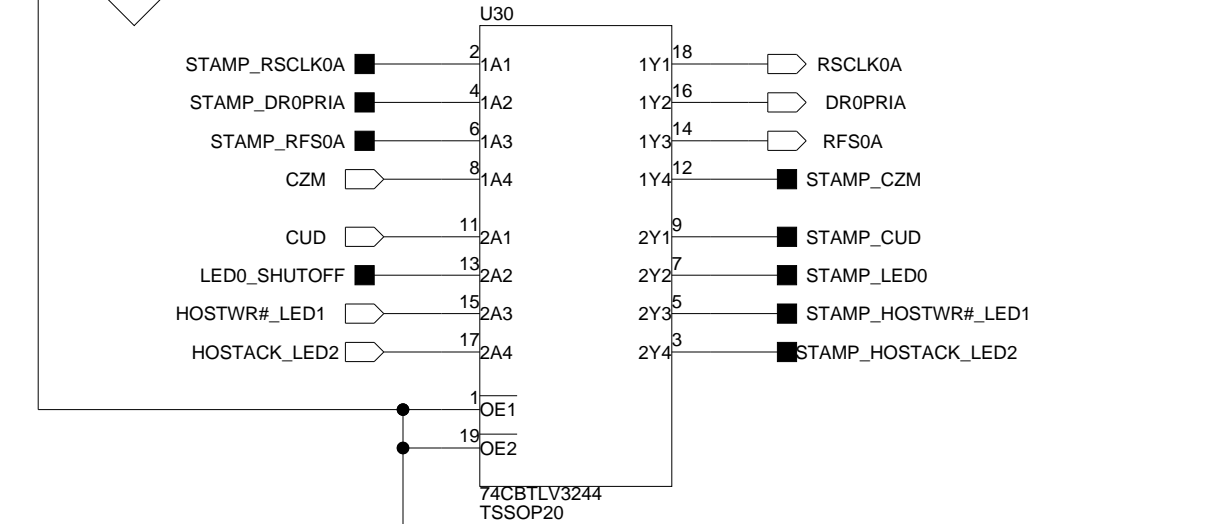 U30
STAMP_RSCLK0A 2 1A1 1Y1 18 RSCLK0A
STAMP_DR0PRIA 4 1A2 1Y2 16 DR0PRIA
STAMP_RFS0A 6 1A3 1Y3 14 RFS0A
CZM 8 1A4 1Y4 12 STAMP_CZM
CUD 11 2A1 2Y1 9 STAMP_CUD
LED0_SHUTOFF 13 2A2 2Y2 7 STAMP_LED0
HOSTWR#_LED1 15 2A3 2Y3 5 STAMP_HOSTWR#_LED1
HOSTACK_LED2 17 2A4 2Y4 3 STAMP_HOSTACK_LED2
1 OE1
19 OE2
74CBTLV3244
TSSOP20